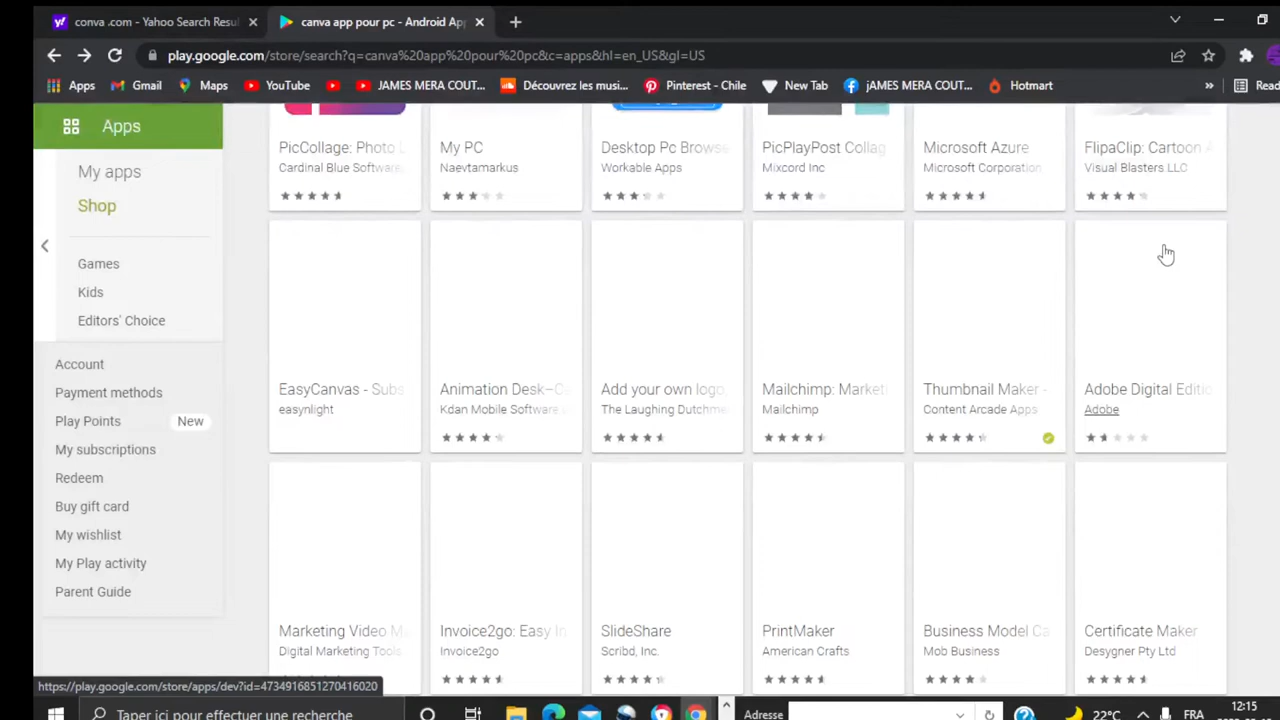 conva .com - Yahoo Search Resu
canva app pour pc - Android Ap
play.google.com/store/search?q=canva%20app%20pour%20pc&c=apps&hl=en_US&gl=US
Apps Gmail Maps YouTube JAMES MERA COUT... Découvrez les musi... Pinterest - Chile New Tab jAMES MERA COUT... Hotmart » Read
Apps
My apps
Shop
Games
Kids
Editors' Choice
Account
Payment methods
Play Points New
My subscriptions
Redeem
Buy gift card
My wishlist
My Play activity
Parent Guide
PicCollage: Photo
Cardinal Blue Software
My PC
Naevtamarkus
Desktop Pc Browse
Workable Apps
PicPlayPost Collag
Mixcord Inc
Microsoft Azure
Microsoft Corporation
FlipaClip: Cartoon
Visual Blasters LLC
EasyCanvas - Subs
easynlight
Animation Desk–
Kdan Mobile Software
Add your own logo
The Laughing Dutchme
Mailchimp: Marketi
Mailchimp
Thumbnail Maker -
Content Arcade Apps
Adobe Digital Editio
Adobe
Marketing Video M
Digital Marketing Tools
Invoice2go: Easy In
Invoice2go
SlideShare
Scribd, Inc.
PrintMaker
American Crafts
Business Model Ca
Mob Business
Certificate Maker
Desygner Pty Ltd
https://play.google.com/store/apps/dev?id=4734916851270416020
Taper ici pour effectuer une recherche
Adresse
22°C
FRA
12:15